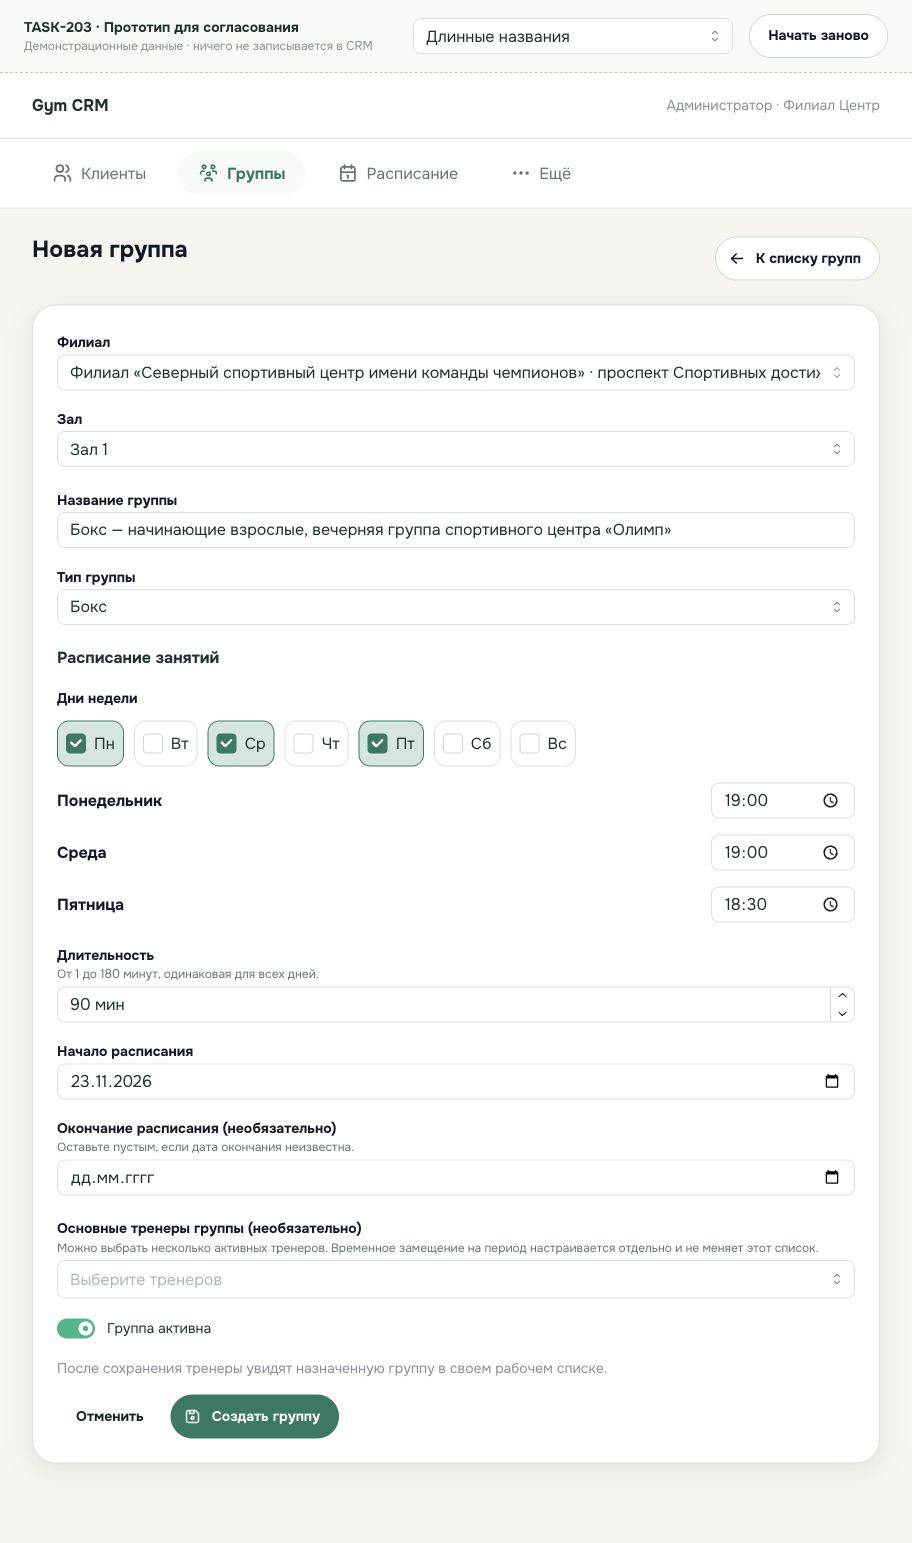 TASK-203 · Прототип для согласования
Демонстрационные данные · ничего не записывается в CRM
Длинные названия
Начать заново
Gym CRM
Администратор · Филиал Центр
Клиенты
Группы
Расписание
Ещё
Новая группа
К списку групп
Филиал
Филиал «Северный спортивный центр имени команды чемпионов» · проспект Спортивных дости
Зал
Зал 1
Название группы
Бокс — начинающие взрослые, вечерняя группа спортивного центра «Олимп»
Тип группы
Бокс
Расписание занятий
Дни недели
Пн
Вт
Ср
Чт
Пт
Сб
Вс
Понедельник
19:00
Среда
19:00
Пятница
18:30
Длительность
От 1 до 180 минут, одинаковая для всех дней.
90 мин
Начало расписания
23.11.2026
Окончание расписания (необязательно)
Оставьте пустым, если дата окончания неизвестна.
дд.мм.гггг
Основные тренеры группы (необязательно)
Можно выбрать несколько активных тренеров. Временное замещение на период настраивается отдельно и не меняет этот список.
Выберите тренеров
Группа активна
После сохранения тренеры увидят назначенную группу в своем рабочем списке.
Отменить
Создать группу